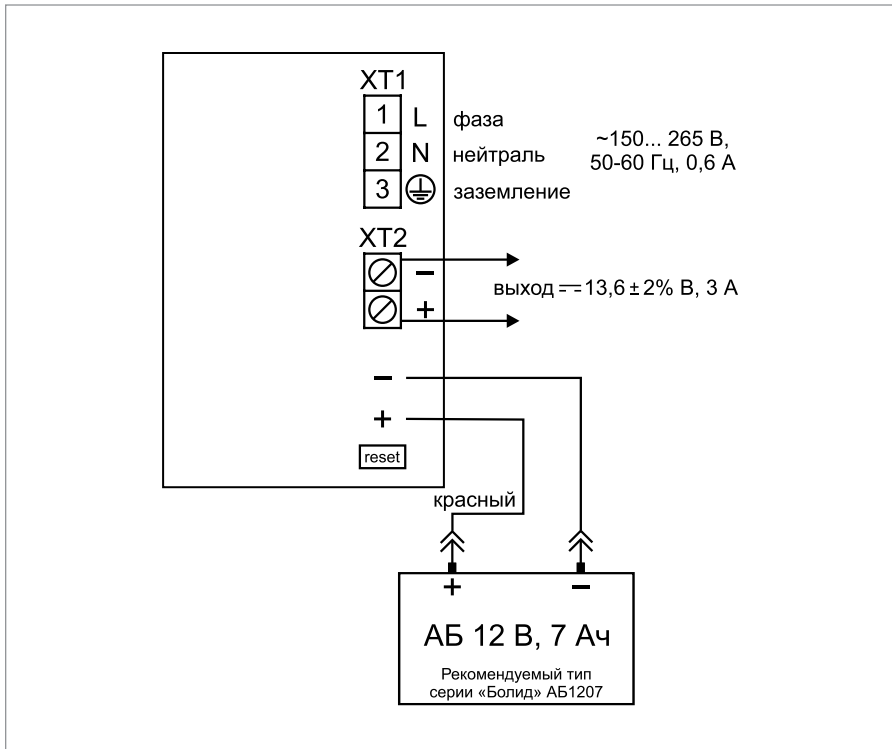 XT1
1 L фаза
2 N нейтраль
3 заземление
~150... 265 В,
50-60 Гц, 0,6 А
XT2
−
+
выход ⎓ 13,6 ± 2% В, 3 А
−
+
reset
красный
+ −
АБ 12 В, 7 Ач
Рекомендуемый тип
серии «Болид» АБ1207